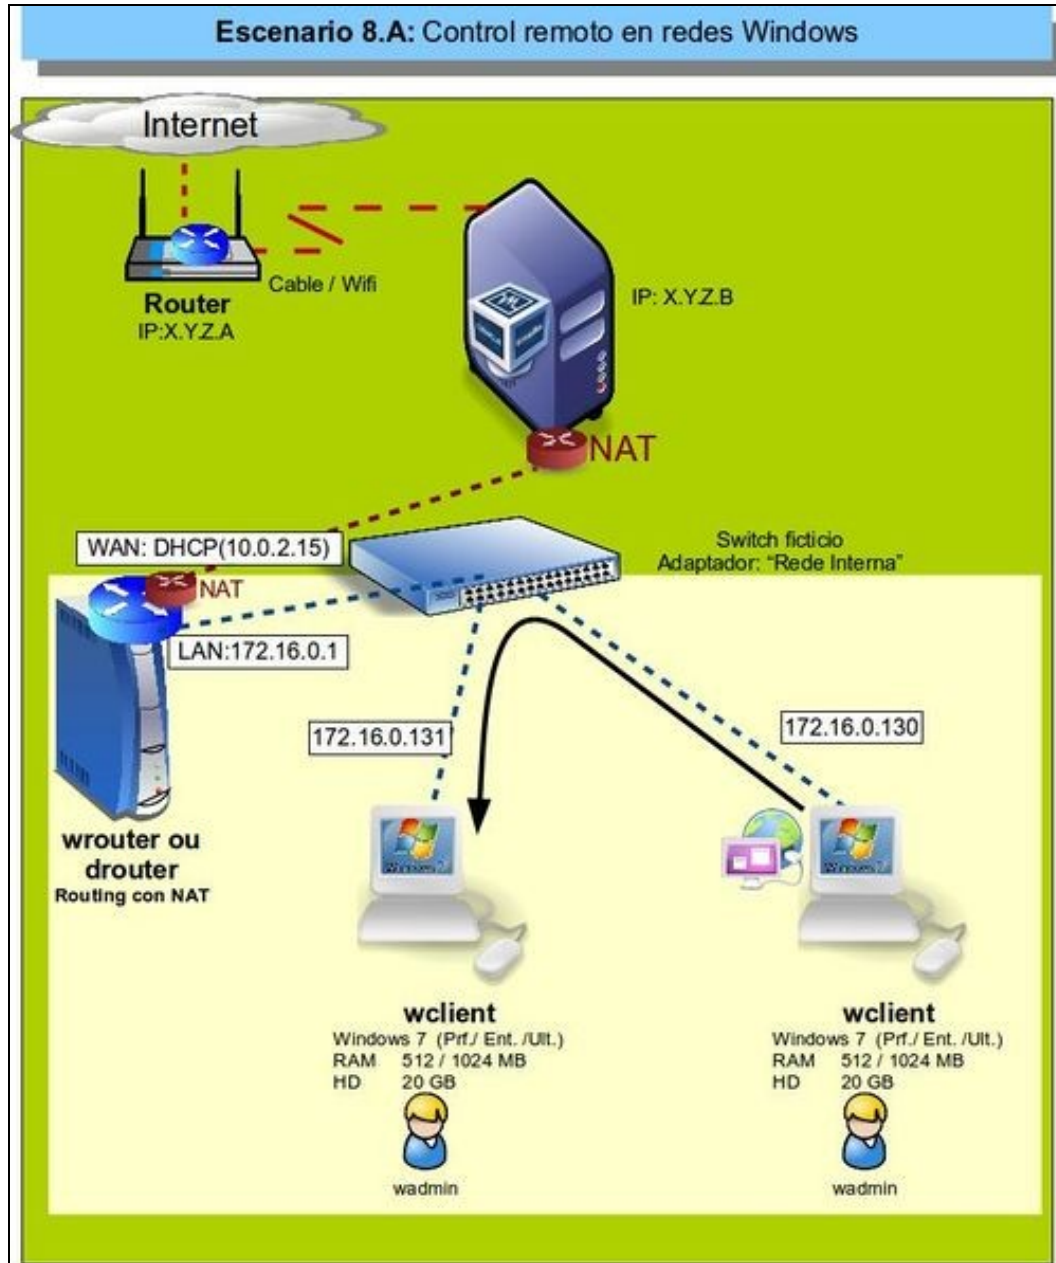 Escenario 8.A: Control remoto en redes Windows
Internet
Cable / Wifi
Router
IP:X.Y.Z.A
IP: X.Y.Z.B
NAT
WAN: DHCP(10.0.2.15)
Switch ficticio
Adaptador: "Rede Interna"
NAT
LAN:172.16.0.1
172.16.0.131
172.16.0.130
wrouter ou
drouter
Routing con NAT
wclient
Windows 7 (Prf./ Ent. /Ult.)
RAM 512 / 1024 MB
HD 20 GB
wadmin
wclient
Windows 7 (Prf./ Ent. /Ult.)
RAM 512 / 1024 MB
HD 20 GB
wadmin